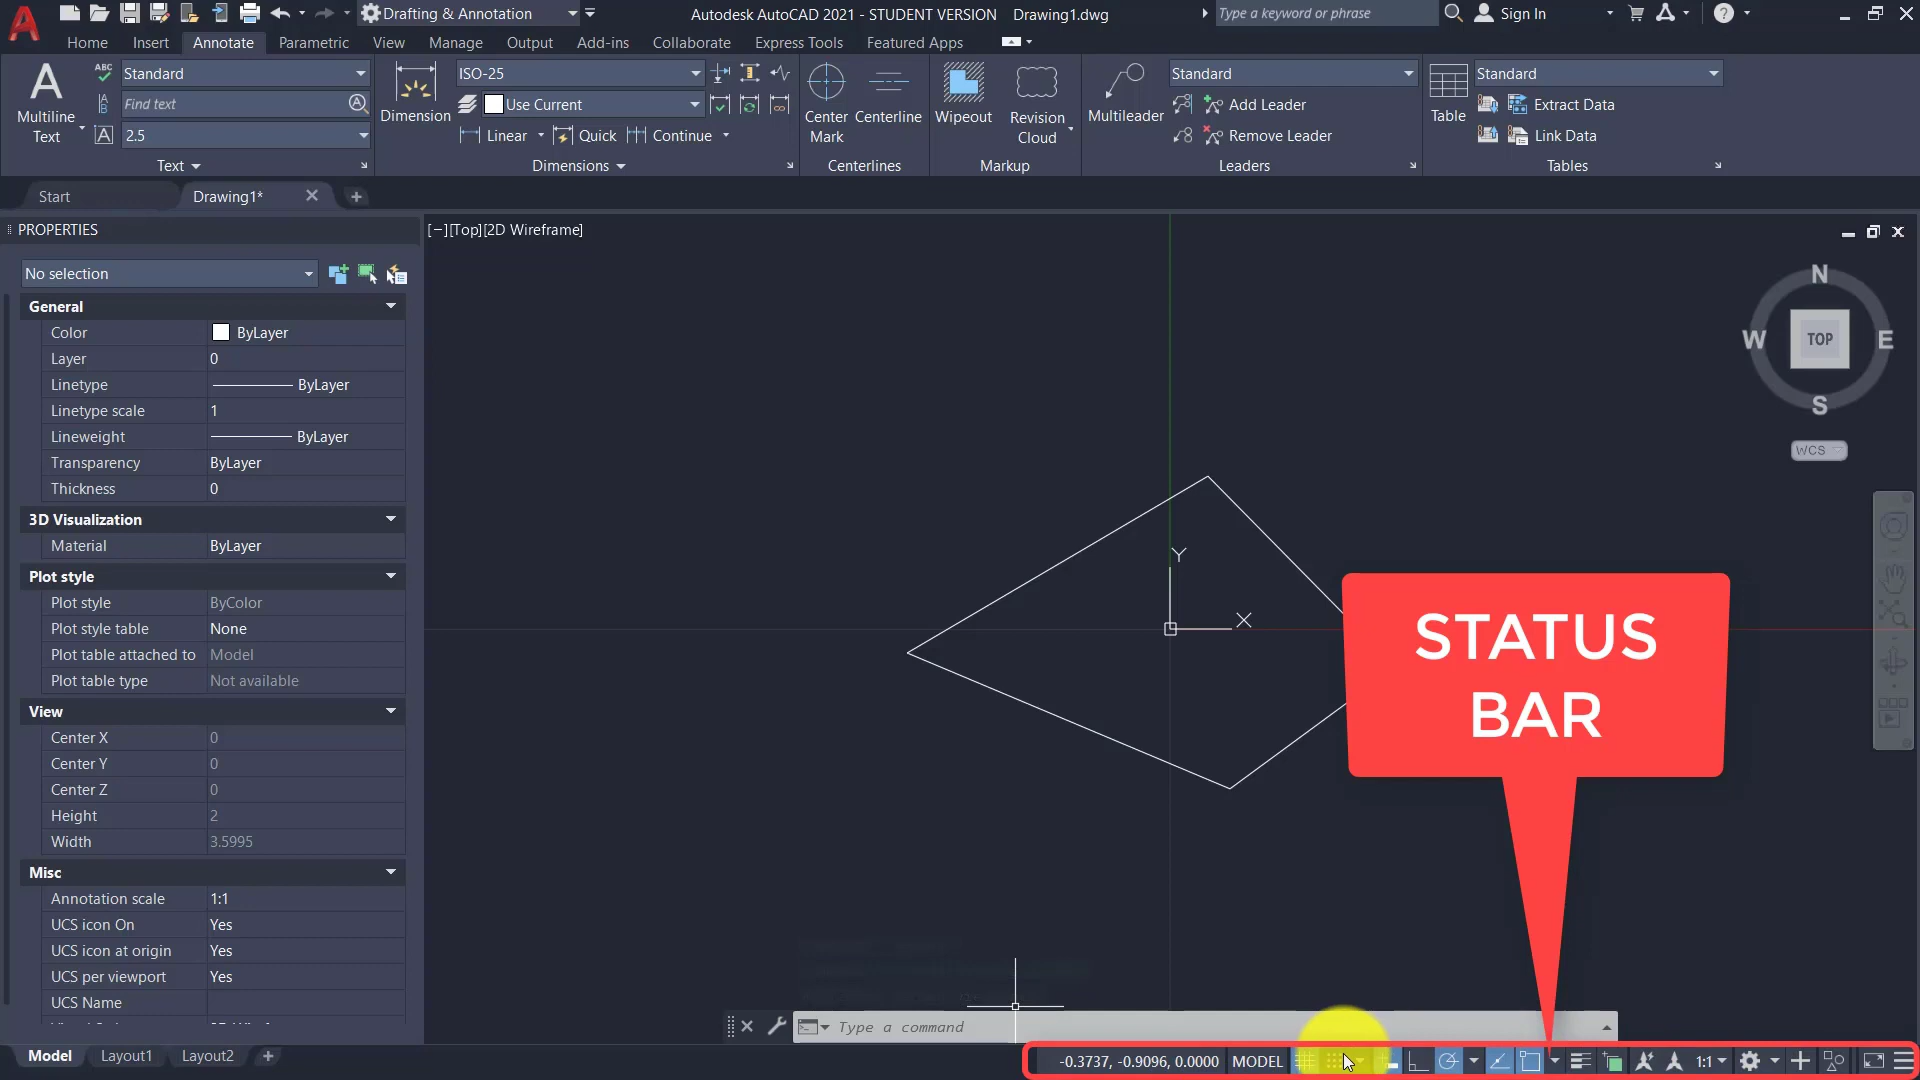 Drafting & Annotation
Autodesk AutoCAD 2021 - STUDENT VERSION Drawing1.dwg
Type a keyword or phrase
Sign In
Home Insert Annotate Parametric View Manage Output Add-ins Collaborate Express Tools Featured Apps
Multiline
Text
ABC
Standard
Find text
2.5
Text
Dimension
ISO-25
Use Current
Linear Quick Continue
Dimensions
Center
Mark
Centerline
Centerlines
Wipeout
Revision
Cloud
Markup
Multileader
Standard
Add Leader
Remove Leader
Leaders
Table
Standard
Extract Data
Link Data
Tables
Start
Drawing1*
PROPERTIES
[−][Top][2D Wireframe]
No selection
General
Color ByLayer
Layer 0
Linetype ByLayer
Linetype scale 1
Lineweight ByLayer
Transparency ByLayer
Thickness 0
3D Visualization
Material ByLayer
Plot style
Plot style ByColor
Plot style table None
Plot table attached to Model
Plot table type Not available
View
Center X 0
Center Y 0
Center Z 0
Height 2
Width 3.5995
Misc
Annotation scale 1:1
UCS icon On Yes
UCS icon at origin Yes
UCS per viewport Yes
UCS Name
N
W TOP E
S
WCS
Y
X
STATUS
BAR
Type a command
Model Layout1 Layout2
-0.3737, -0.9096, 0.0000 MODEL
1:1